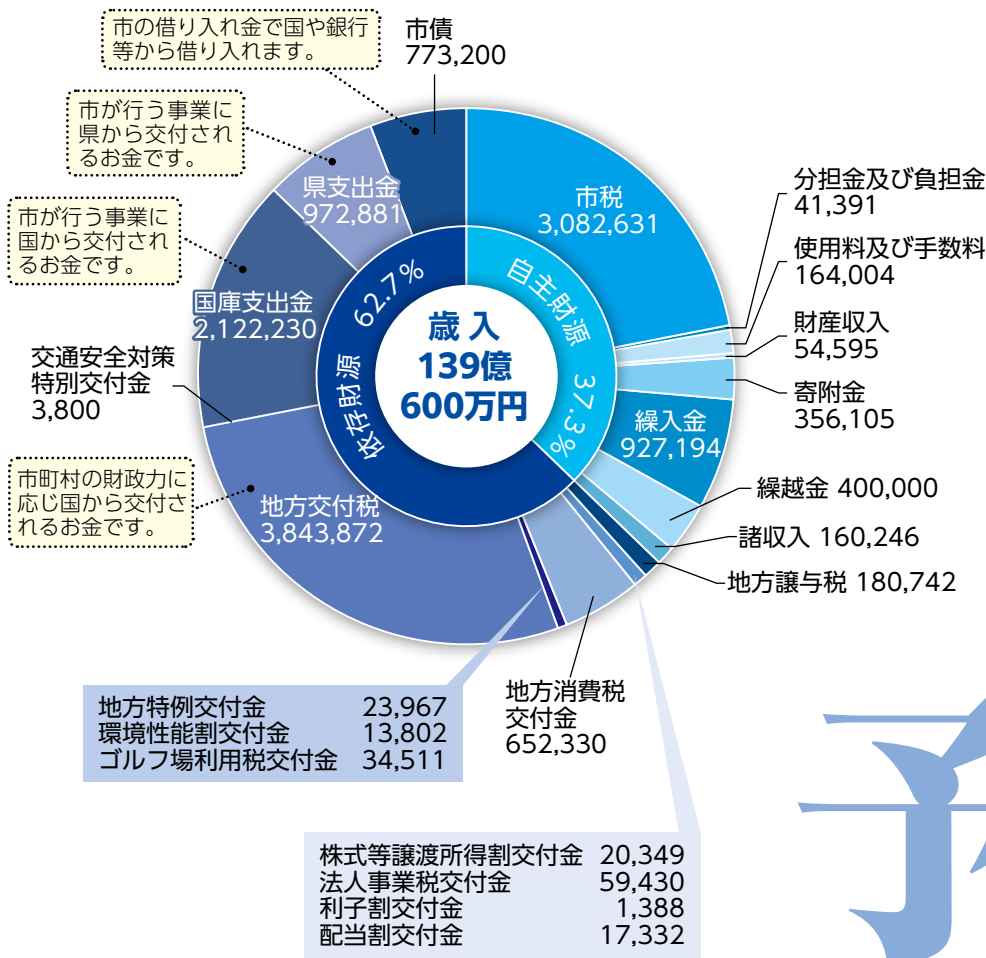 市の借り入れ金で国や銀行
等から借り入れます。
市債
773,200
市が行う事業に
県から交付され
るお金です。
県支出金
972,881
市税
3,082,631
分担金及び負担金
41,391
使用料及び手数料
164,004
財産収入
54,595
寄附金
356,105
市が行う事業に
国から交付され
るお金です。
国庫支出金
2,122,230
依存財源 62.7%
自主財源 37.3%
歳入
139億
600万円
交通安全対策
特別交付金
3,800
繰入金
927,194
繰越金 400,000
諸収入 160,246
地方譲与税 180,742
市町村の財政力に
応じ国から交付さ
れるお金です。
地方交付税
3,843,872
地方消費税
交付金
652,330
地方特例交付金 23,967
環境性能割交付金 13,802
ゴルフ場利用税交付金 34,511
株式等譲渡所得割交付金 20,349
法人事業税交付金 59,430
利子割交付金 1,388
配当割交付金 17,332